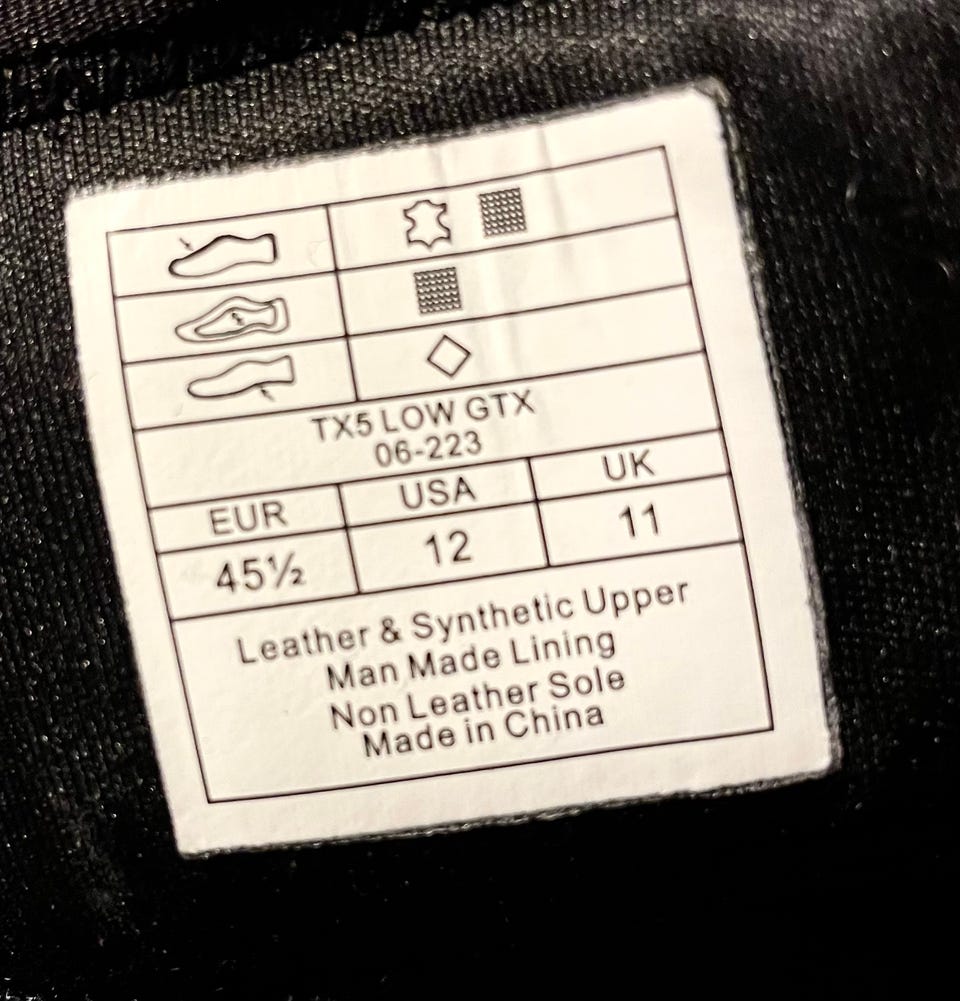 TX5 LOW GTX
06-223
EUR USA UK
45½ 12 11
Leather & Synthetic Upper
Man Made Lining
Non Leather Sole
Made in China